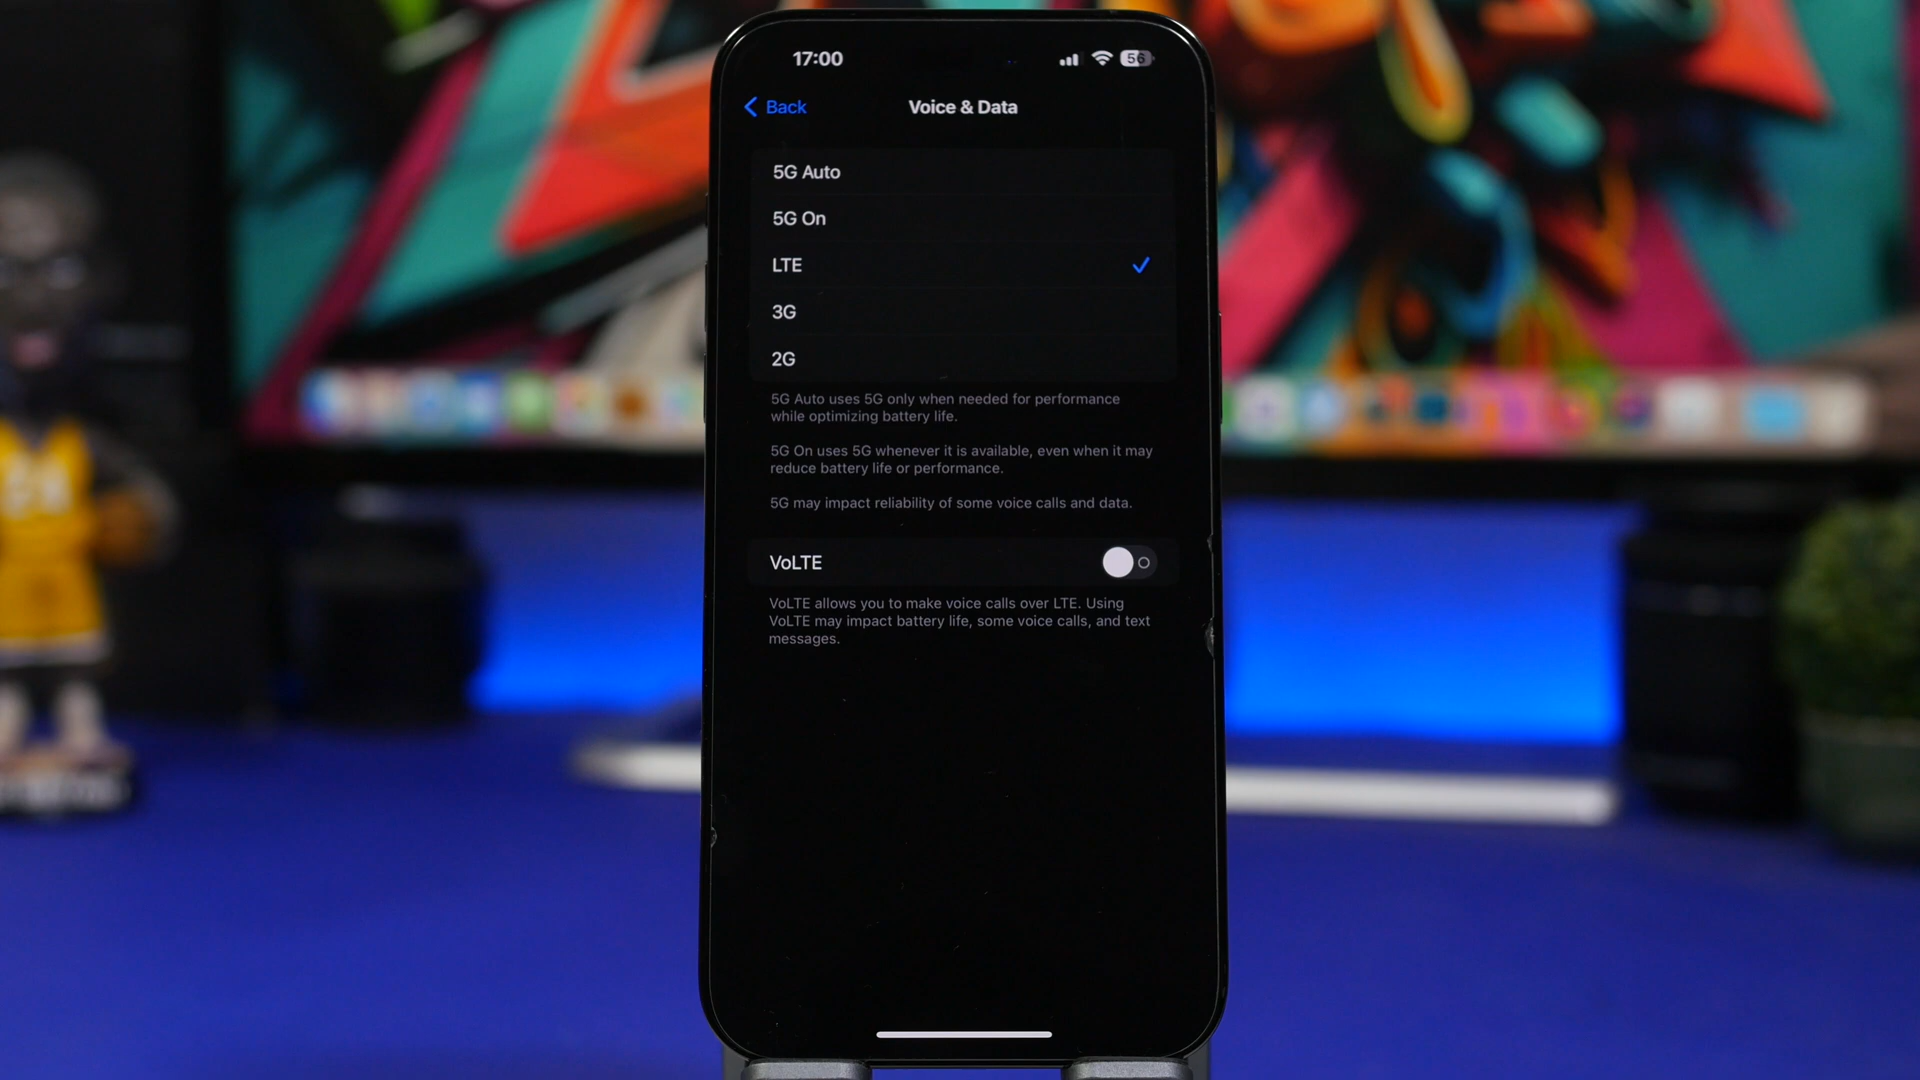 17:00
56
Back
Voice & Data
5G Auto
5G On
LTE
3G
2G
5G Auto uses 5G only when needed for performance
while optimizing battery life.
5G On uses 5G whenever it is available, even when it may
reduce battery life or performance.
5G may impact reliability of some voice calls and data.
VoLTE
VoLTE allows you to make voice calls over LTE. Using
VoLTE may impact battery life, some voice calls, and text
messages.